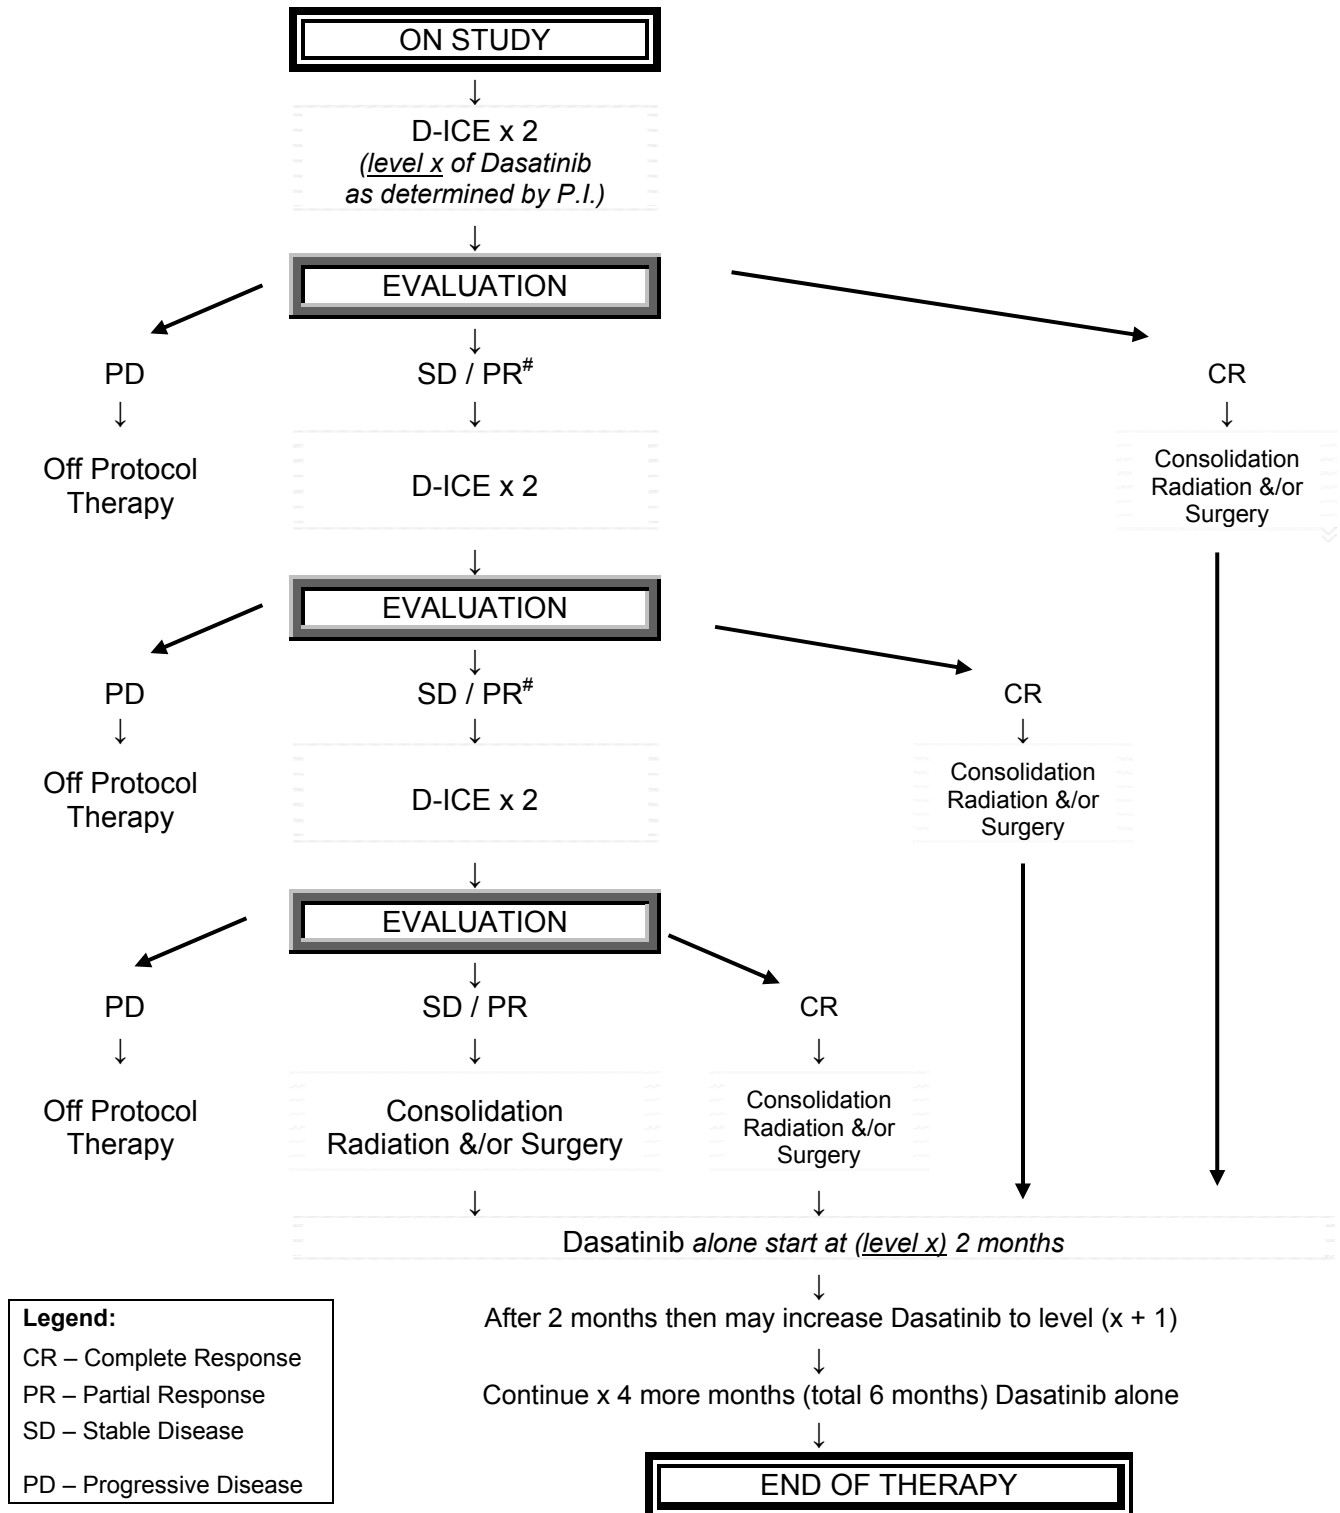 ON STUDY
↓
D-ICE x 2
(level x of Dasatinib
as determined by P.I.)
↓
EVALUATION
↓
PD
SD / PR#
CR
↓
↓
↓
Off Protocol
Therapy
D-ICE x 2
Consolidation
Radiation &/or
Surgery
↓
EVALUATION
↓
PD
SD / PR#
CR
↓
↓
↓
Off Protocol
Therapy
D-ICE x 2
Consolidation
Radiation &/or
Surgery
↓
EVALUATION
↓
PD
SD / PR
CR
↓
↓
↓
Off Protocol
Therapy
Consolidation
Radiation &/or Surgery
Consolidation
Radiation &/or
Surgery
↓
↓
Dasatinib alone start at (level x) 2 months
↓
After 2 months then may increase Dasatinib to level (x + 1)
↓
Continue x 4 more months (total 6 months) Dasatinib alone
↓
END OF THERAPY
Legend:
CR – Complete Response
PR – Partial Response
SD – Stable Disease
PD – Progressive Disease